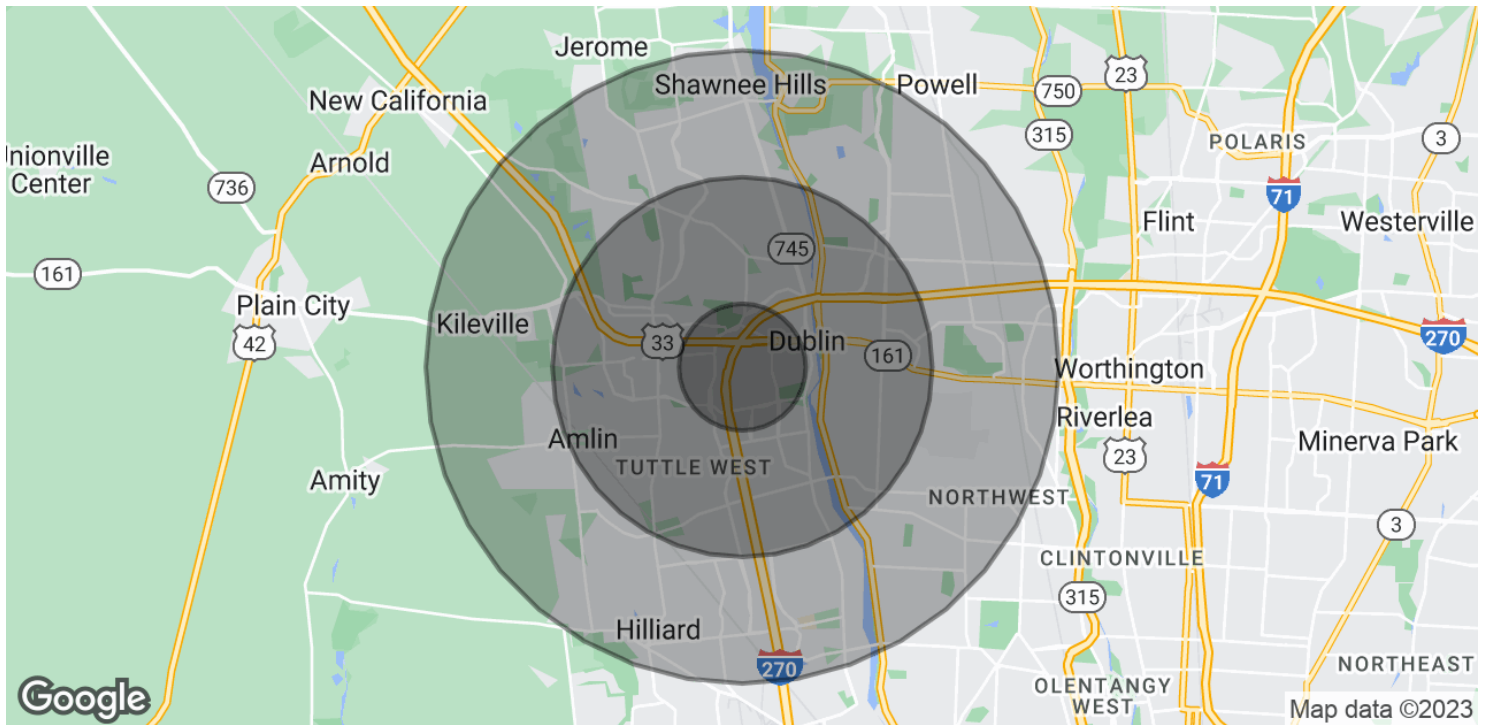 Jerome
Shawnee Hills
Powell
23
750
New California
315
3
POLARIS
Unionville
Center
Arnold
736
71
Flint
Westerville
745
161
Plain City
Kileville
42
33
Dublin
161
270
Worthington
Riverlea
Amlin
TUTTLE WEST
23
Minerva Park
Amity
71
NORTHWEST
3
CLINTONVILLE
315
Hilliard
270
NORTHEAST
OLENTANGY
WEST
Google
Map data ©2023